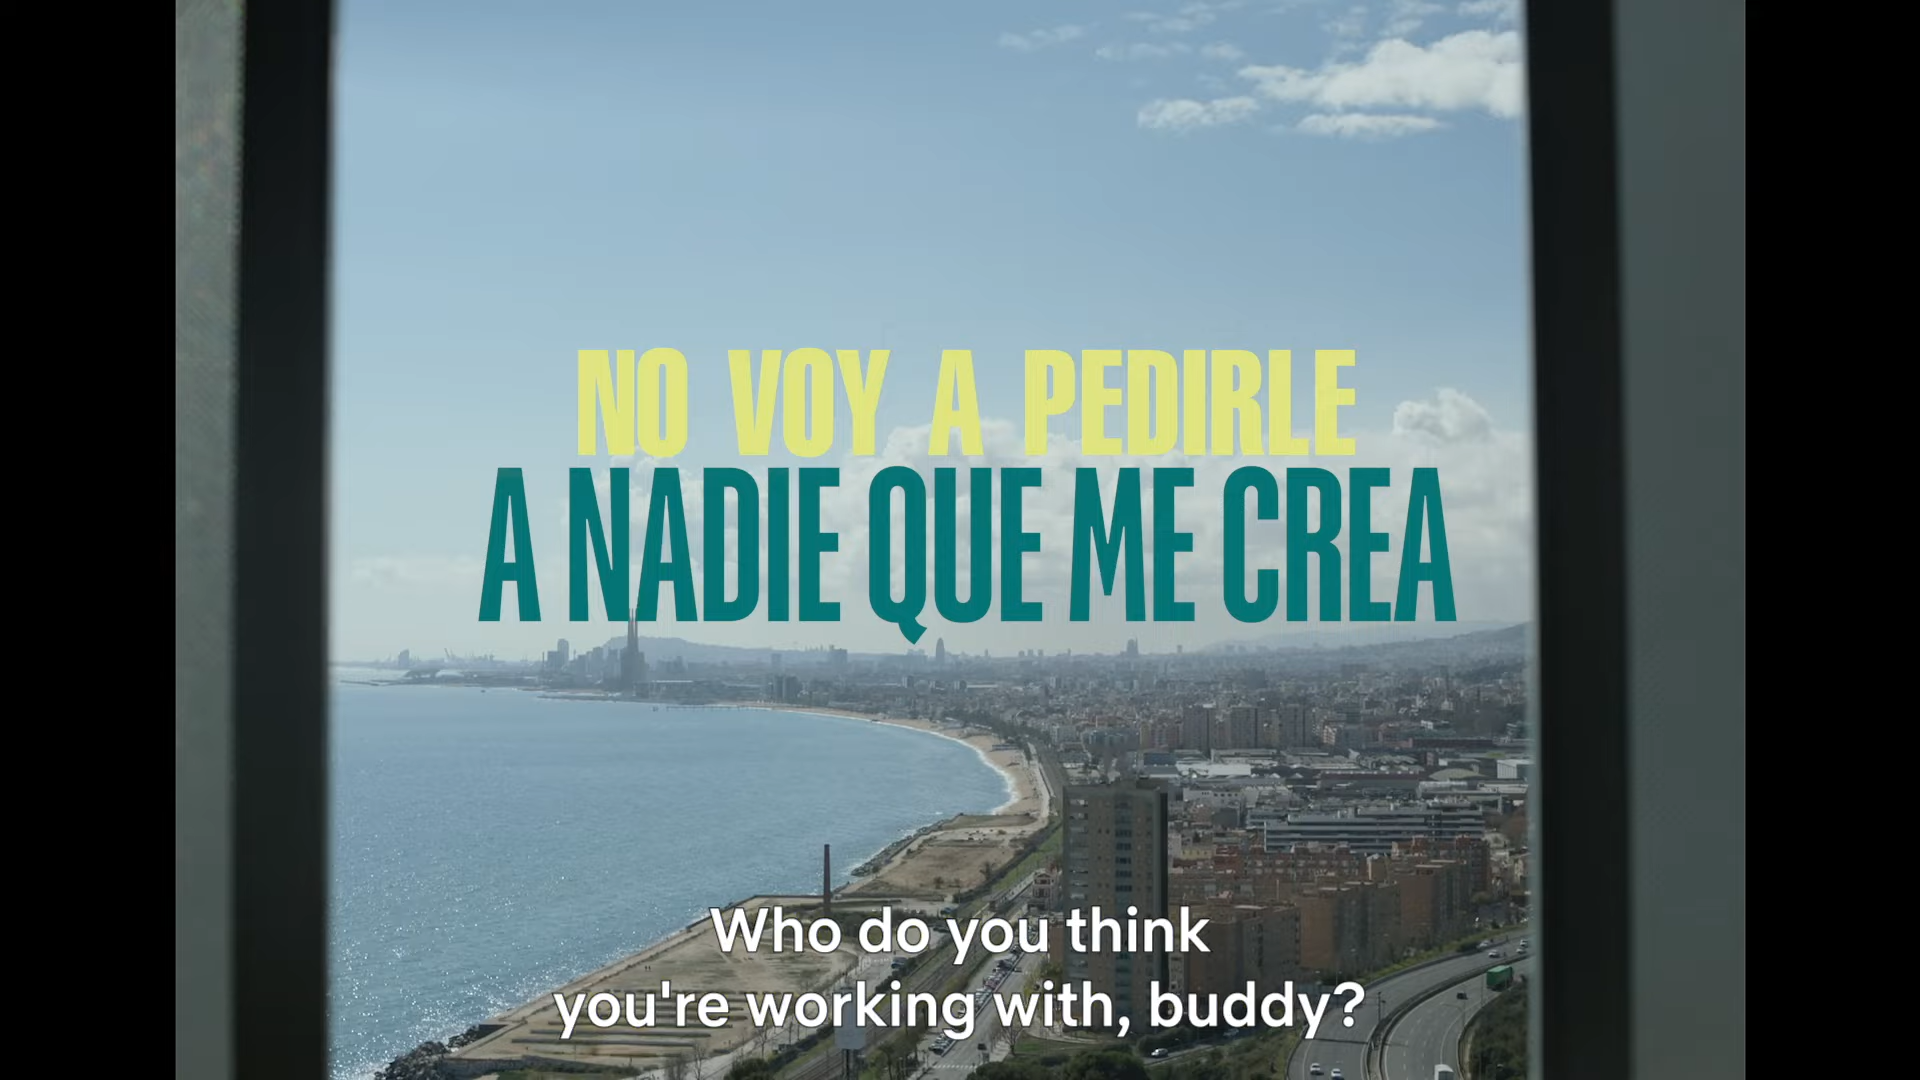 NO VOY A PEDIRLE
A NADIE QUE ME CREA
Who do you think
you're working with, buddy?